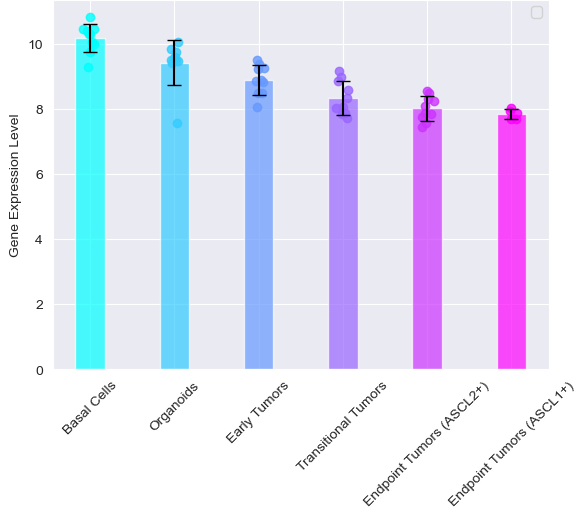 Gene Expression Level
10
8
6
4
2
0
Basal Cells
Organoids
Early Tumors
Transitional Tumors
Endpoint Tumors (ASCL2+)
Endpoint Tumors (ASCL1+)